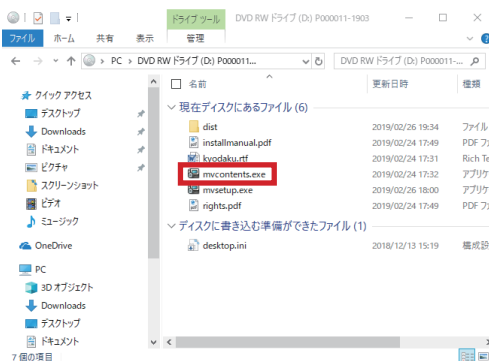 ドライブ ツール DVD RW ドライブ (D:) P000011-1903
ファイル ホーム 共有 表示 管理
PC DVD RW ドライブ (D:) P000011... DVD RW ドライブ (D:) P000011-...
名前 更新日時
クイック アクセス
デスクトップ
Downloads
ドキュメント
ピクチャ
スクリーンショット
ビデオ
ミュージック
OneDrive
PC
3D オブジェクト
Downloads
デスクトップ
ドキュメント
現在ディスクにあるファイル (6)
dist 2019/02/26 19:34 ファイル
installmanual.pdf 2019/02/24 17:49 PDF フ
kyodaku.rtf 2019/02/24 17:31 Rich Te
mvcontents.exe 2019/02/24 17:32 アプリケ
mvsetup.exe 2019/02/26 18:00 アプリケ
rights.pdf 2019/02/24 17:49 PDF フ
ディスクに書き込む準備ができたファイル (1)
desktop.ini 2018/12/13 15:19 構成設
7 個の項目